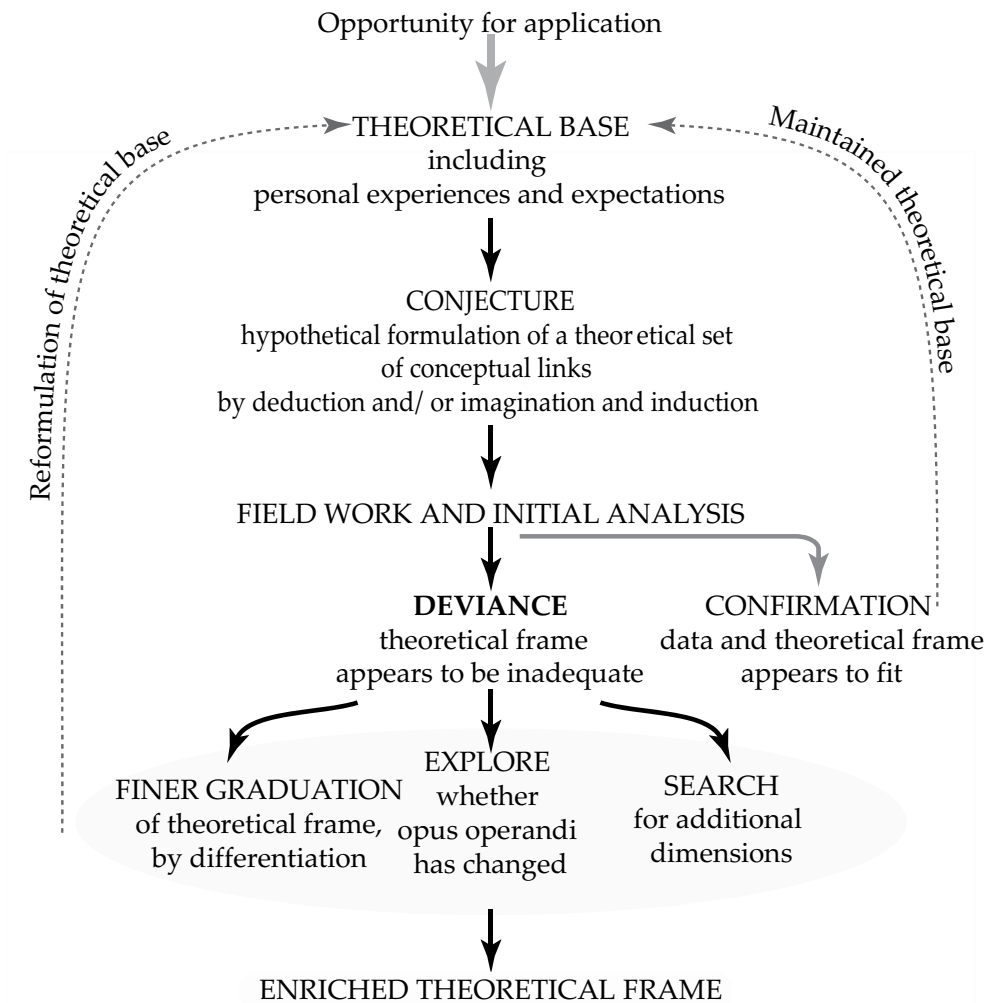 Opportunity for application
THEORETICAL BASE
including
personal experiences and expectations
Reformulation of theoretical base
Maintained theoretical base
CONJECTURE
hypothetical formulation of a theoretical set
of conceptual links
by deduction and/ or imagination and induction
FIELD WORK AND INITIAL ANALYSIS
DEVIANCE
theoretical frame
appears to be inadequate
CONFIRMATION
data and theoretical frame
appears to fit
FINER GRADUATION
of theoretical frame,
by differentiation
EXPLORE
whether
opus operandi
has changed
SEARCH
for additional
dimensions
ENRICHED THEORETICAL FRAME